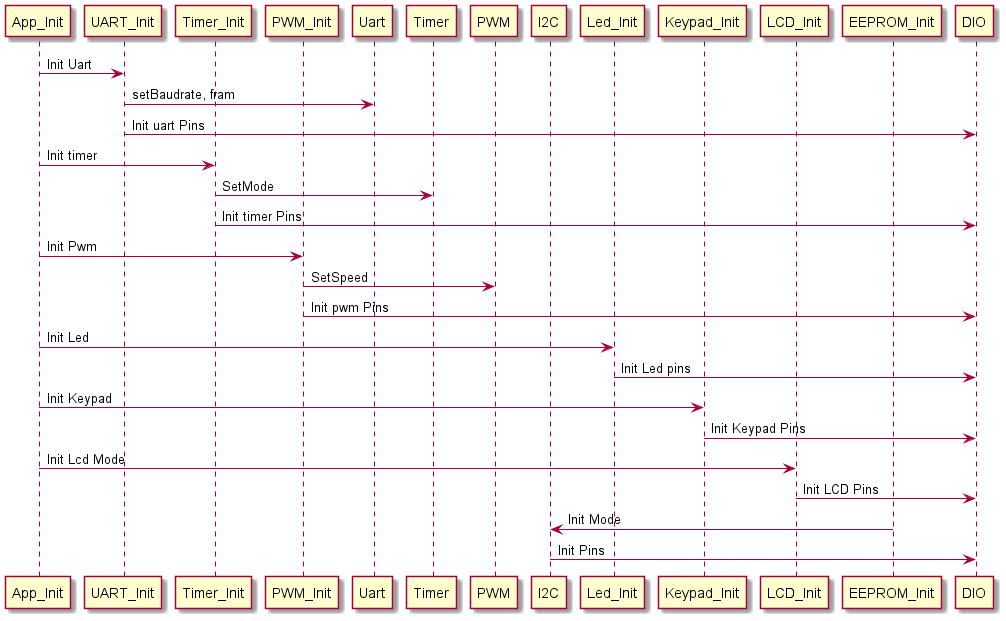 App_Init UART_Init Timer_Init PWM_Init Uart Timer PWM I2C Led_Init Keypad_Init LCD_Init EEPROM_Init DIO
Init Uart
setBaudrate, fram
Init uart Pins
Init timer
SetMode
Init timer Pins
Init Pwm
SetSpeed
Init pwm Pins
Init Led
Init Led pins
Init Keypad
Init Keypad Pins
Init Lcd Mode
Init LCD Pins
Init Mode
Init Pins
App_Init UART_Init Timer_Init PWM_Init Uart Timer PWM I2C Led_Init Keypad_Init LCD_Init EEPROM_Init DIO